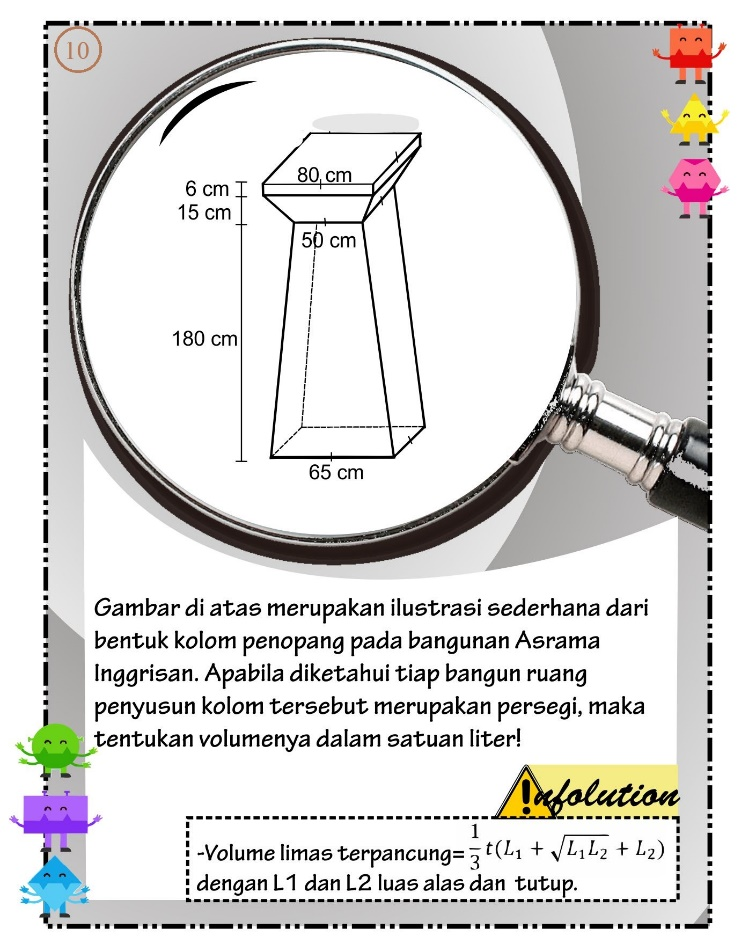 10
80 cm
6 cm
15 cm
50 cm
180 cm
65 cm
Gambar di atas merupakan ilustrasi sederhana dari
bentuk kolom penopang pada bangunan Asrama
Inggrisan. Apabila diketahui tiap bangun ruang
penyusun kolom tersebut merupakan persegi, maka
tentukan volumenya dalam satuan liter!
!nfolution
-Volume limas terpancung= 1/3 t(L₁ + √L₁L₂ + L₂)
dengan L1 dan L2 luas alas dan tutup.